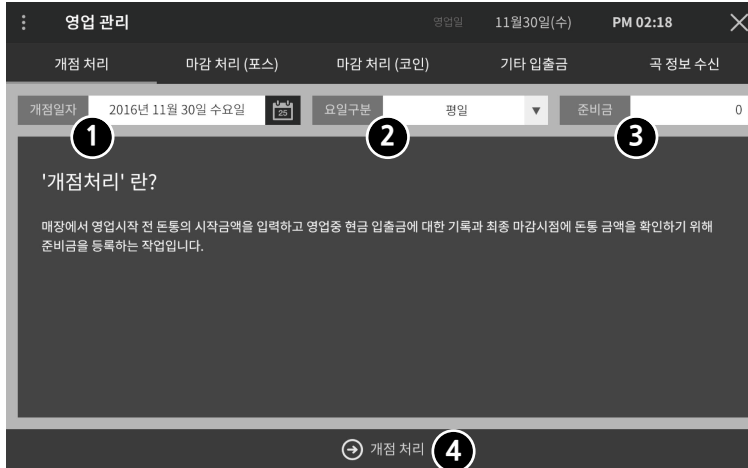 영업 관리 영업일 11월30일(수) PM 02:18
개점 처리 마감 처리 (포스) 마감 처리 (코인) 기타 입출금 곡 정보 수신
개점일자 2016년 11월 30일 수요일 25 요일구분 평일 준비금 0
1 2 3
'개점처리' 란?
매장에서 영업시작 전 돈통의 시작금액을 입력하고 영업중 현금 입출금에 대한 기록과 최종 마감시점에 돈통 금액을 확인하기 위해
준비금을 등록하는 작업입니다.
개점 처리 4